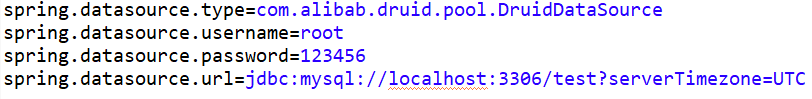 spring.datasource.type=com.alibab.druid.pool.DruidDataSource
spring.datasource.username=root
spring.datasource.password=123456
spring.datasource.url=jdbc:mysql://localhost:3306/test?serverTimezone=UTC